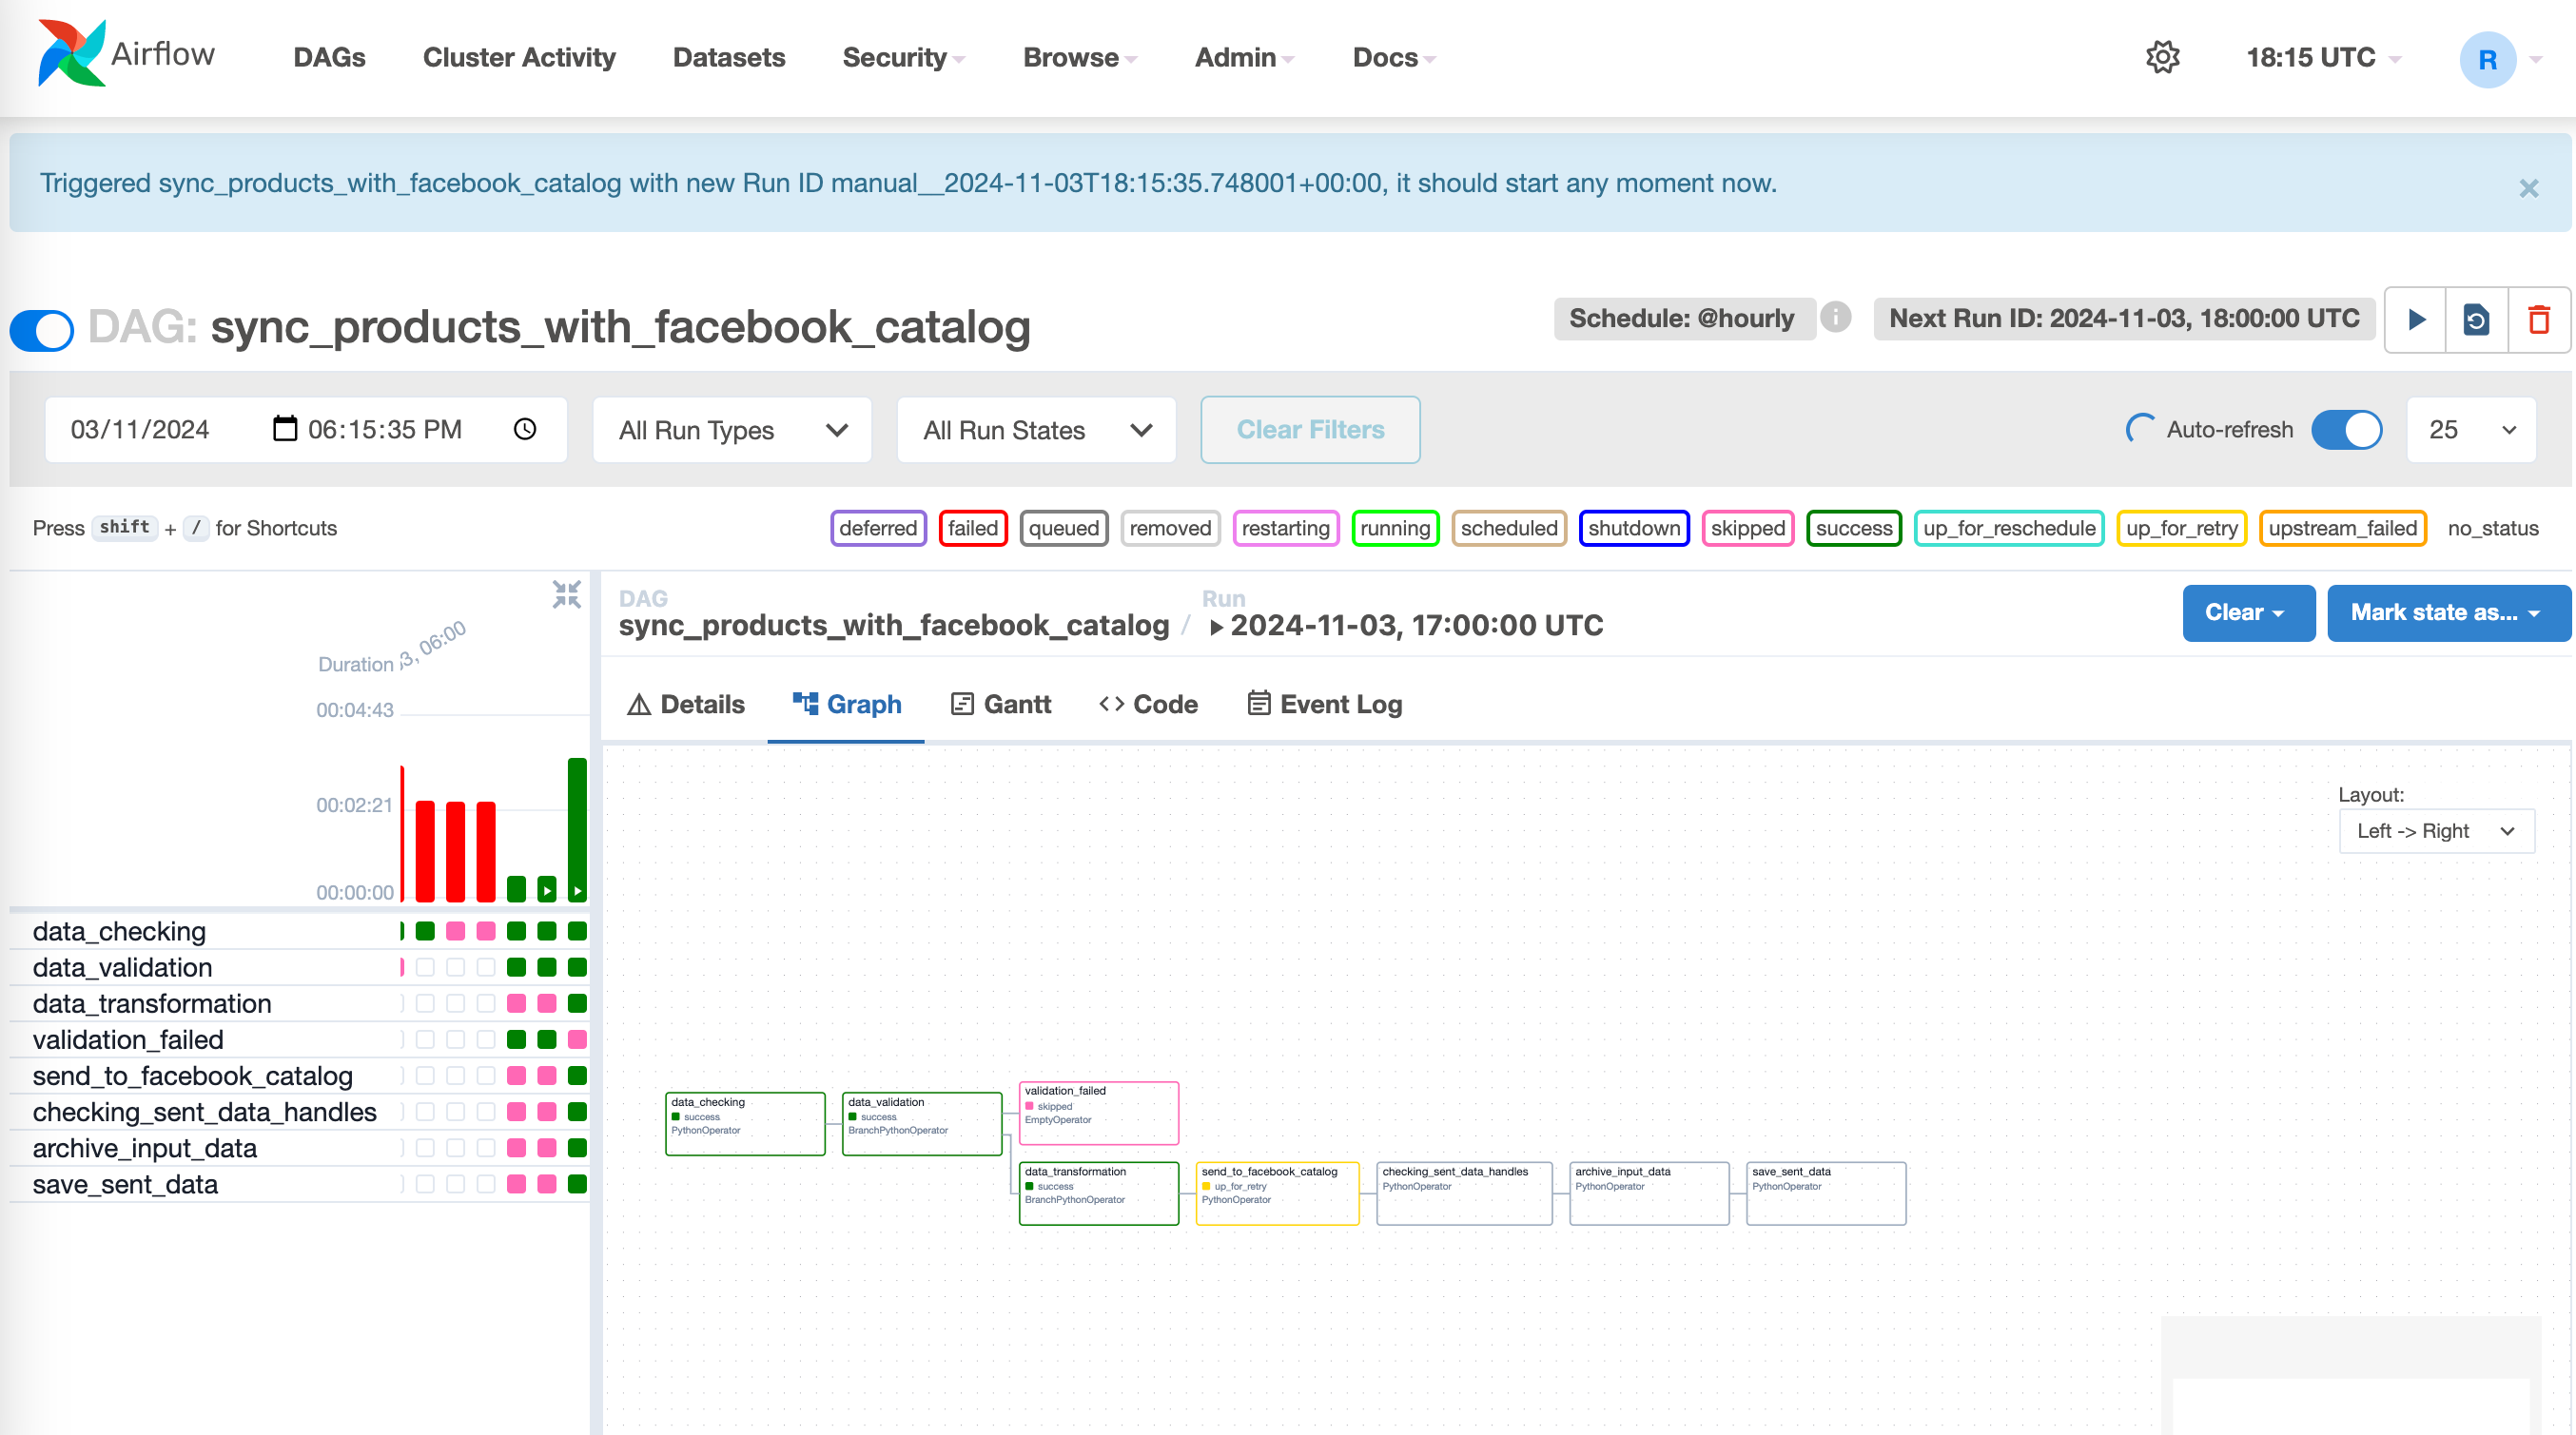 Airflow
DAGs
Cluster Activity
Datasets
Security
Browse
Admin
Docs
18:15 UTC
R
Triggered sync_products_with_facebook_catalog with new Run ID manual__2024-11-03T18:15:35.748001+00:00, it should start any moment now.
×
DAG: sync_products_with_facebook_catalog
Schedule: @hourly
i
Next Run ID: 2024-11-03, 18:00:00 UTC
03/11/2024
06:15:35 PM
All Run Types
All Run States
Clear Filters
Auto-refresh
25
Press shift + / for Shortcuts
deferred
failed
queued
removed
restarting
running
scheduled
shutdown
skipped
success
up_for_reschedule
up_for_retry
upstream_failed
no_status
3, 06:00
Duration
00:04:43
00:02:21
00:00:00
data_checking
data_validation
data_transformation
validation_failed
send_to_facebook_catalog
checking_sent_data_handles
archive_input_data
save_sent_data
DAG
sync_products_with_facebook_catalog /
Run
2024-11-03, 17:00:00 UTC
Clear
Mark state as...
Details
Graph
Gantt
Code
Event Log
Layout:
Left -> Right
data_checking
success
PythonOperator
data_validation
success
BranchPythonOperator
validation_failed
skipped
EmptyOperator
data_transformation
success
BranchPythonOperator
send_to_facebook_catalog
up_for_retry
PythonOperator
checking_sent_data_handles
PythonOperator
archive_input_data
PythonOperator
save_sent_data
PythonOperator